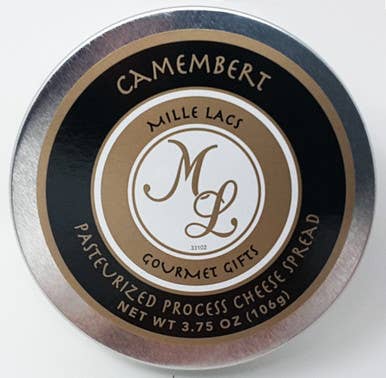 CAMEMBERT
MILLE LACS
ML
33102
GOURMET GIFTS
PASTEURIZED PROCESS CHEESE SPREAD
NET WT 3.75 OZ (106g)